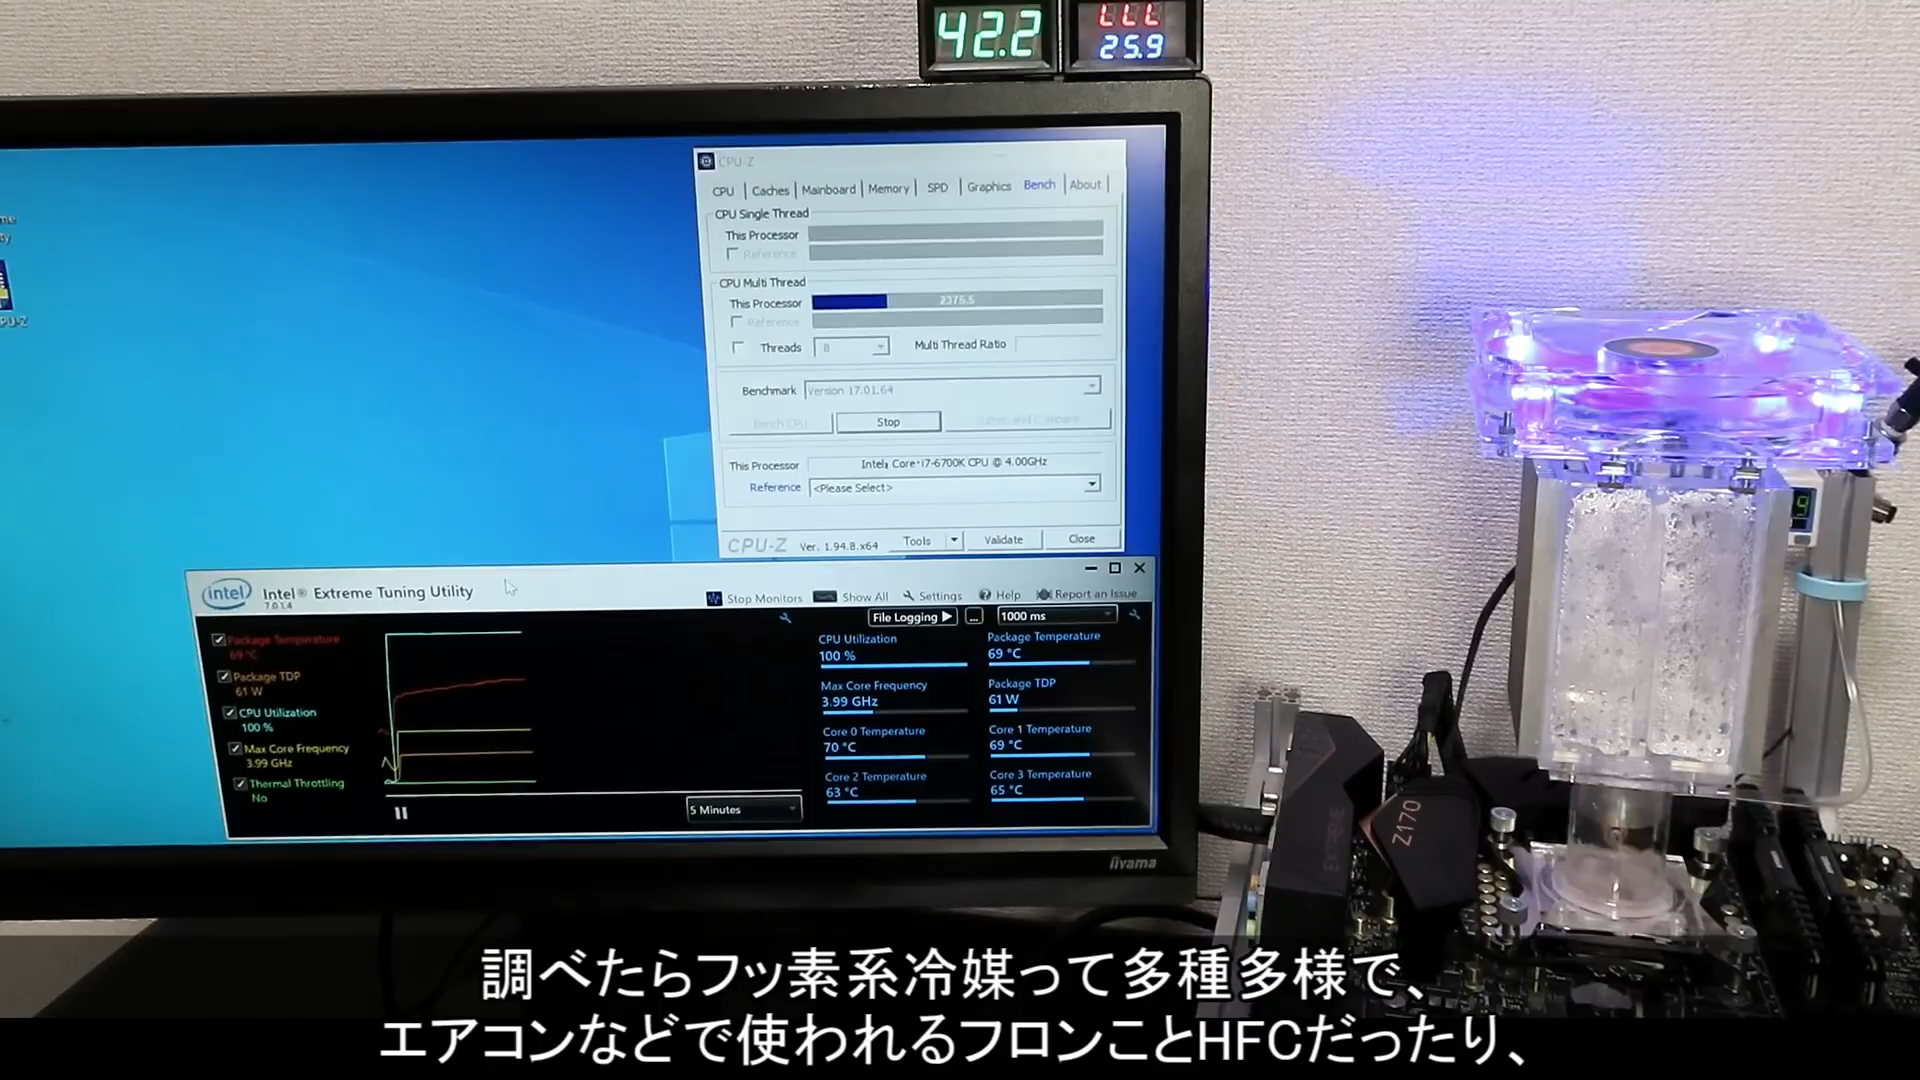 42.2
25.9
CPU-Z
CPU Caches Mainboard Memory SPD Graphics Bench About
CPU Single Thread
This Processor
Reference
CPU Multi Thread
This Processor 2375.5
Reference
Threads 8 Multi Thread Ratio
Benchmark Version 17.01.64
Bench CPU Stop
This Processor Intel® Core™ i7-6700K CPU @ 4.00GHz
Reference <Please Select>
CPU-Z Ver. 1.94.8.x64 Tools Validate Close
PU-Z
intel Intel® Extreme Tuning Utility
7.0.1.4
Stop Monitors Show All Settings Help Report an Issue
File Logging ... 1000 ms
Package Temperature
69 °C
Package TDP
61 W
CPU Utilization
100 %
Max Core Frequency
3.99 GHz
Thermal Throttling
No
5 Minutes
CPU Utilization Package Temperature
100 % 69 °C
Max Core Frequency Package TDP
3.99 GHz 61 W
Core 0 Temperature Core 1 Temperature
70 °C 69 °C
Core 2 Temperature Core 3 Temperature
63 °C 65 °C
iiyama
Z170
調べたらフッ素系冷媒って多種多様で、
エアコンなどで使われるフロンことHFCだったり、